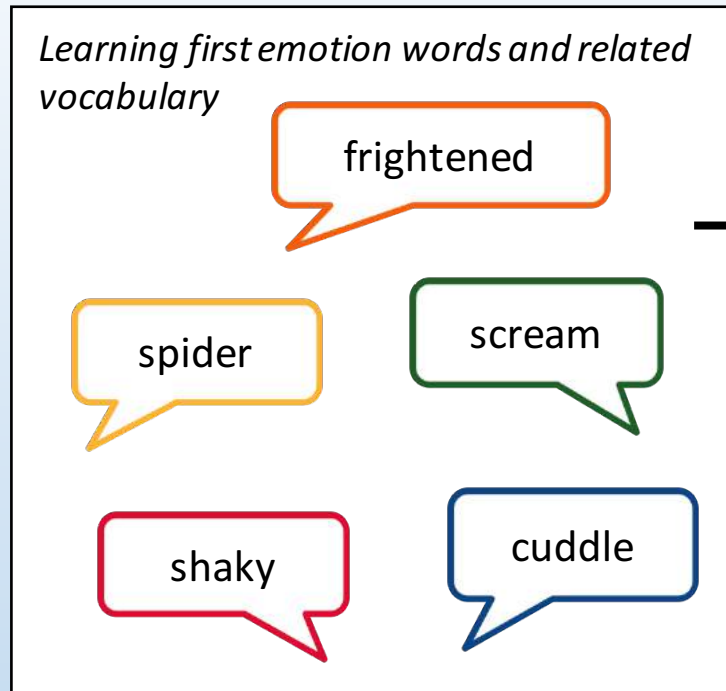 Learning first emotion words and related
vocabulary
frightened
spider
scream
shaky
cuddle